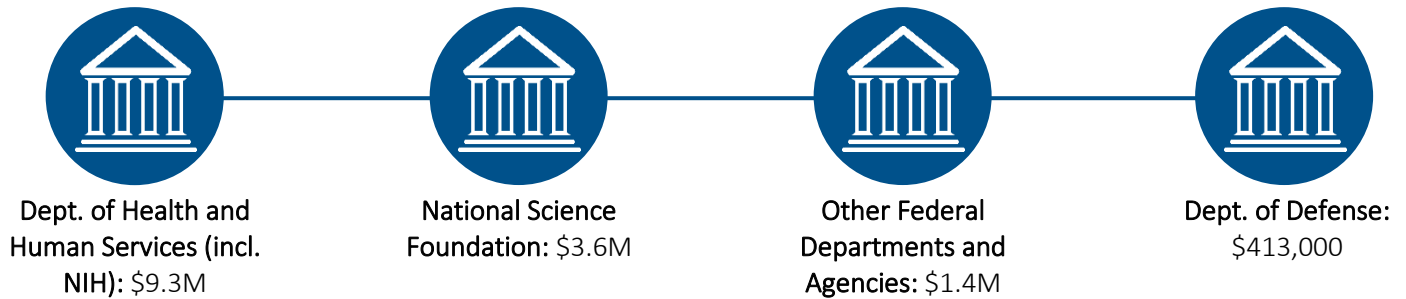 Dept. of Health and
Human Services (incl.
NIH): $9.3M
National Science
Foundation: $3.6M
Other Federal
Departments and
Agencies: $1.4M
Dept. of Defense:
$413,000